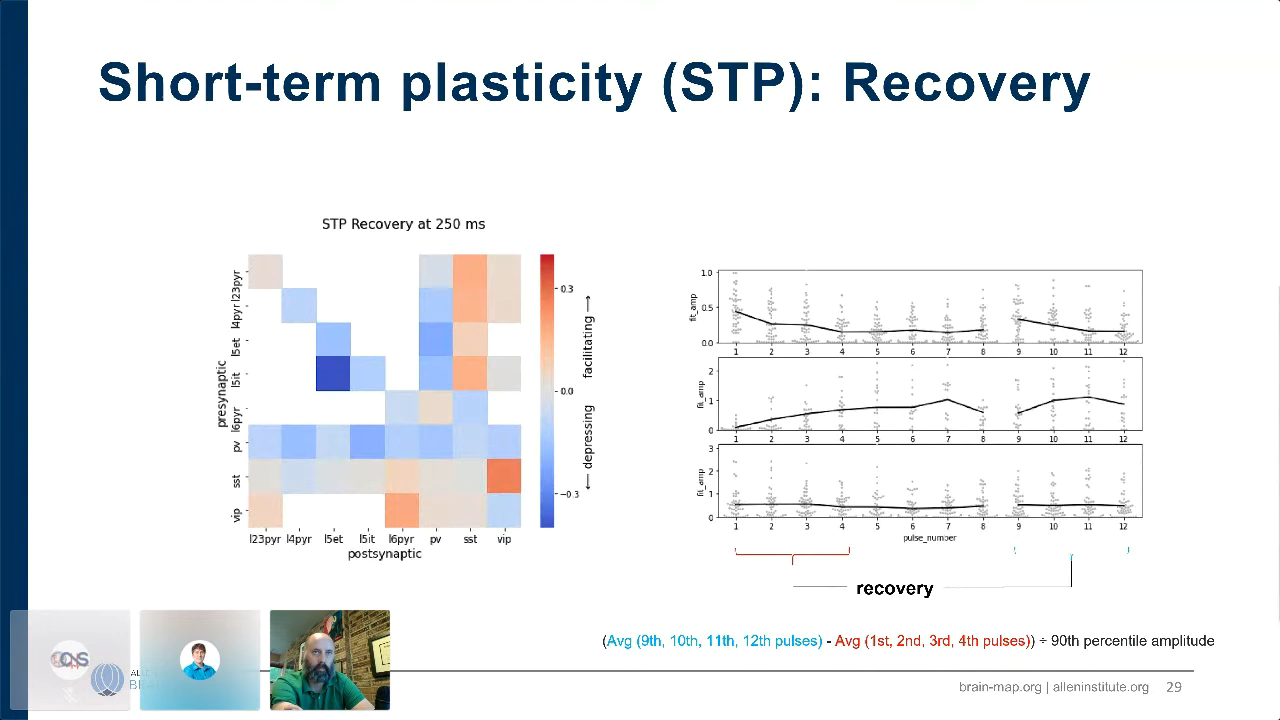 Short-term plasticity (STP): Recovery
STP Recovery at 250 ms
presynaptic
l23pyr
l4pyr
l5et
l5it
l6pyr
pv
sst
vip
l23pyr l4pyr l5et l5it l6pyr pv sst vip
postsynaptic
0.3
0.0
−0.3
← depressing facilitating →
fit_amp
1.0
0.5
0.0
1 2 3 4 5 6 7 8 9 10 11 12
fit_amp
2
1
0
1 2 3 4 5 6 7 8 9 10 11 12
fit_amp
3
2
1
0
1 2 3 4 5 6 7 8 9 10 11 12
pulse_number
recovery
(Avg (9th, 10th, 11th, 12th pulses) - Avg (1st, 2nd, 3rd, 4th pulses)) ÷ 90th percentile amplitude
brain-map.org | alleninstitute.org 29